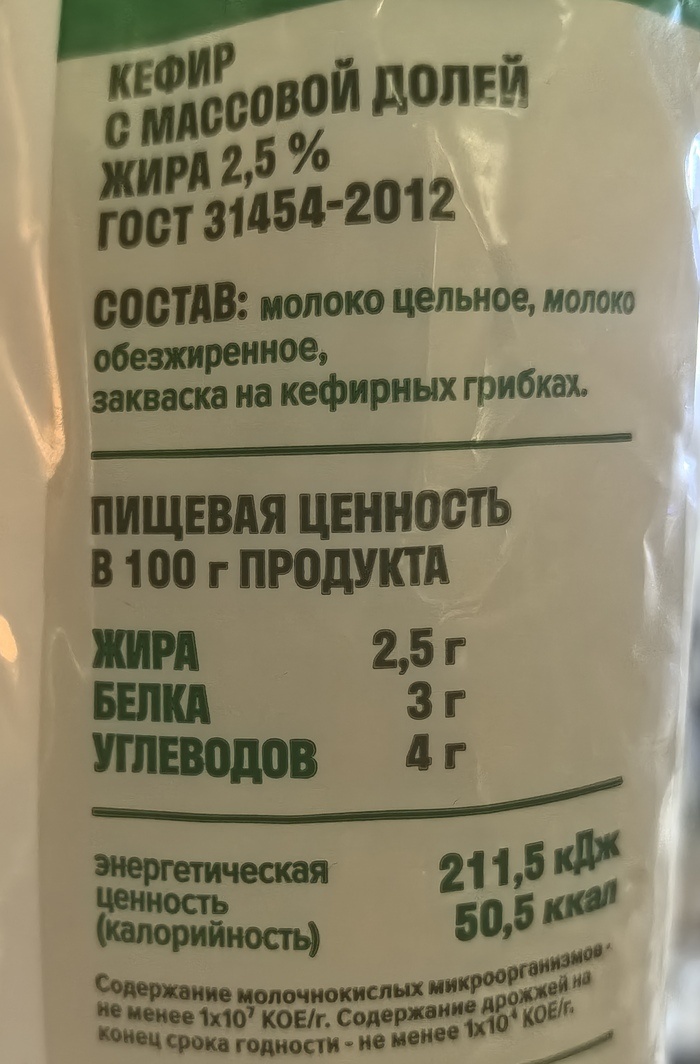 КЕФИР
С МАССОВОЙ ДОЛЕЙ
ЖИРА 2,5 %
ГОСТ 31454-2012
СОСТАВ: молоко цельное, молоко
обезжиренное,
закваска на кефирных грибках.
ПИЩЕВАЯ ЦЕННОСТЬ
В 100 г ПРОДУКТА
ЖИРА 2,5 г
БЕЛКА 3 г
УГЛЕВОДОВ 4 г
энергетическая
ценность
(калорийность)
211,5 кДж
50,5 ккал
Содержание молочнокислых микроорганизмов -
не менее 1x10⁷ КОЕ/г. Содержание дрожжей на
конец срока годности - не менее 1x10⁴ КОЕ/г.